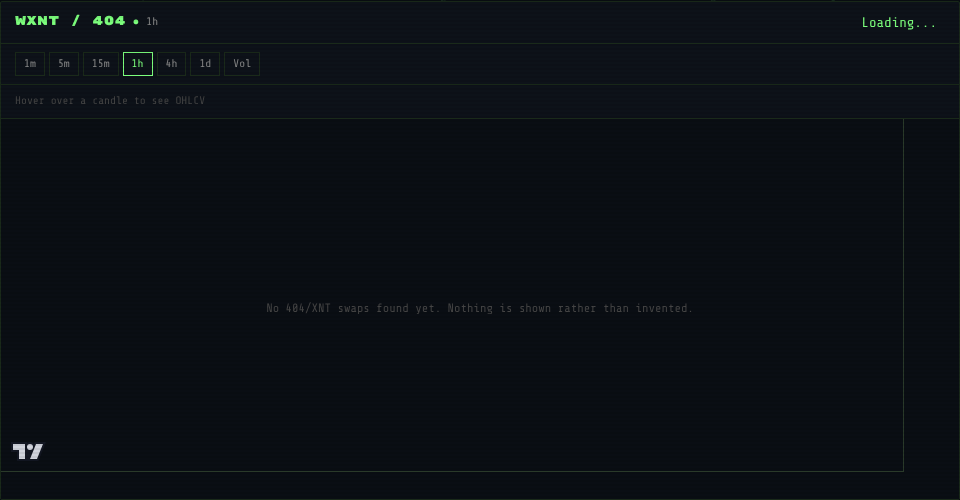 WXNT / 404 • 1h
Loading...
1m 5m 15m 1h 4h 1d Vol
Hover over a candle to see OHLCV
No 404/XNT swaps found yet. Nothing is shown rather than invented.